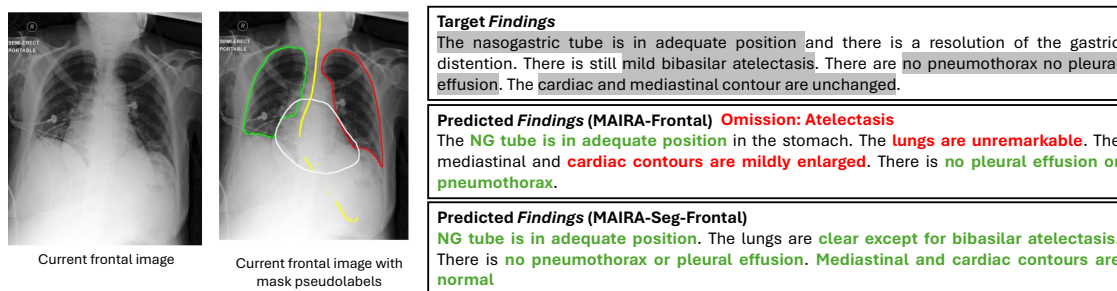 R
SEMI-ERECT
PORTABLE
Current frontal image
R
SEMI-ERECT
PORTABLE
Current frontal image with
mask pseudolabels
Target Findings
The nasogastric tube is in adequate position and there is a resolution of the gastric
distention. There is still mild bibasilar atelectasis. There are no pneumothorax no pleural
effusion. The cardiac and mediastinal contour are unchanged.
Predicted Findings (MAIRA-Frontal) Omission: Atelectasis
The NG tube is in adequate position in the stomach. The lungs are unremarkable. The
mediastinal and cardiac contours are mildly enlarged. There is no pleural effusion or
pneumothorax.
Predicted Findings (MAIRA-Seg-Frontal)
NG tube is in adequate position. The lungs are clear except for bibasilar atelectasis.
There is no pneumothorax or pleural effusion. Mediastinal and cardiac contours are
normal